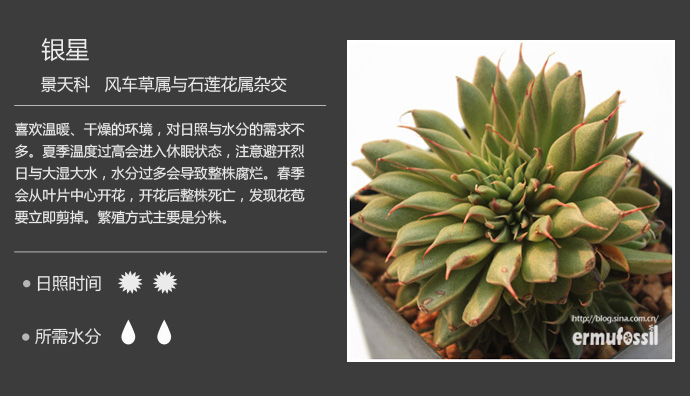 银星
景天科 风车草属与石莲花属杂交
喜欢温暖、干燥的环境，对日照与水分的需求不
多。夏季温度过高会进入休眠状态，注意避开烈
日与大湿大水，水分过多会导致整株腐烂。春季
会从叶片中心开花，开花后整株死亡，发现花苞
要立即剪掉。繁殖方式主要是分株。
日照时间
所需水分
http://blog.sina.com.cn/
ermufossil